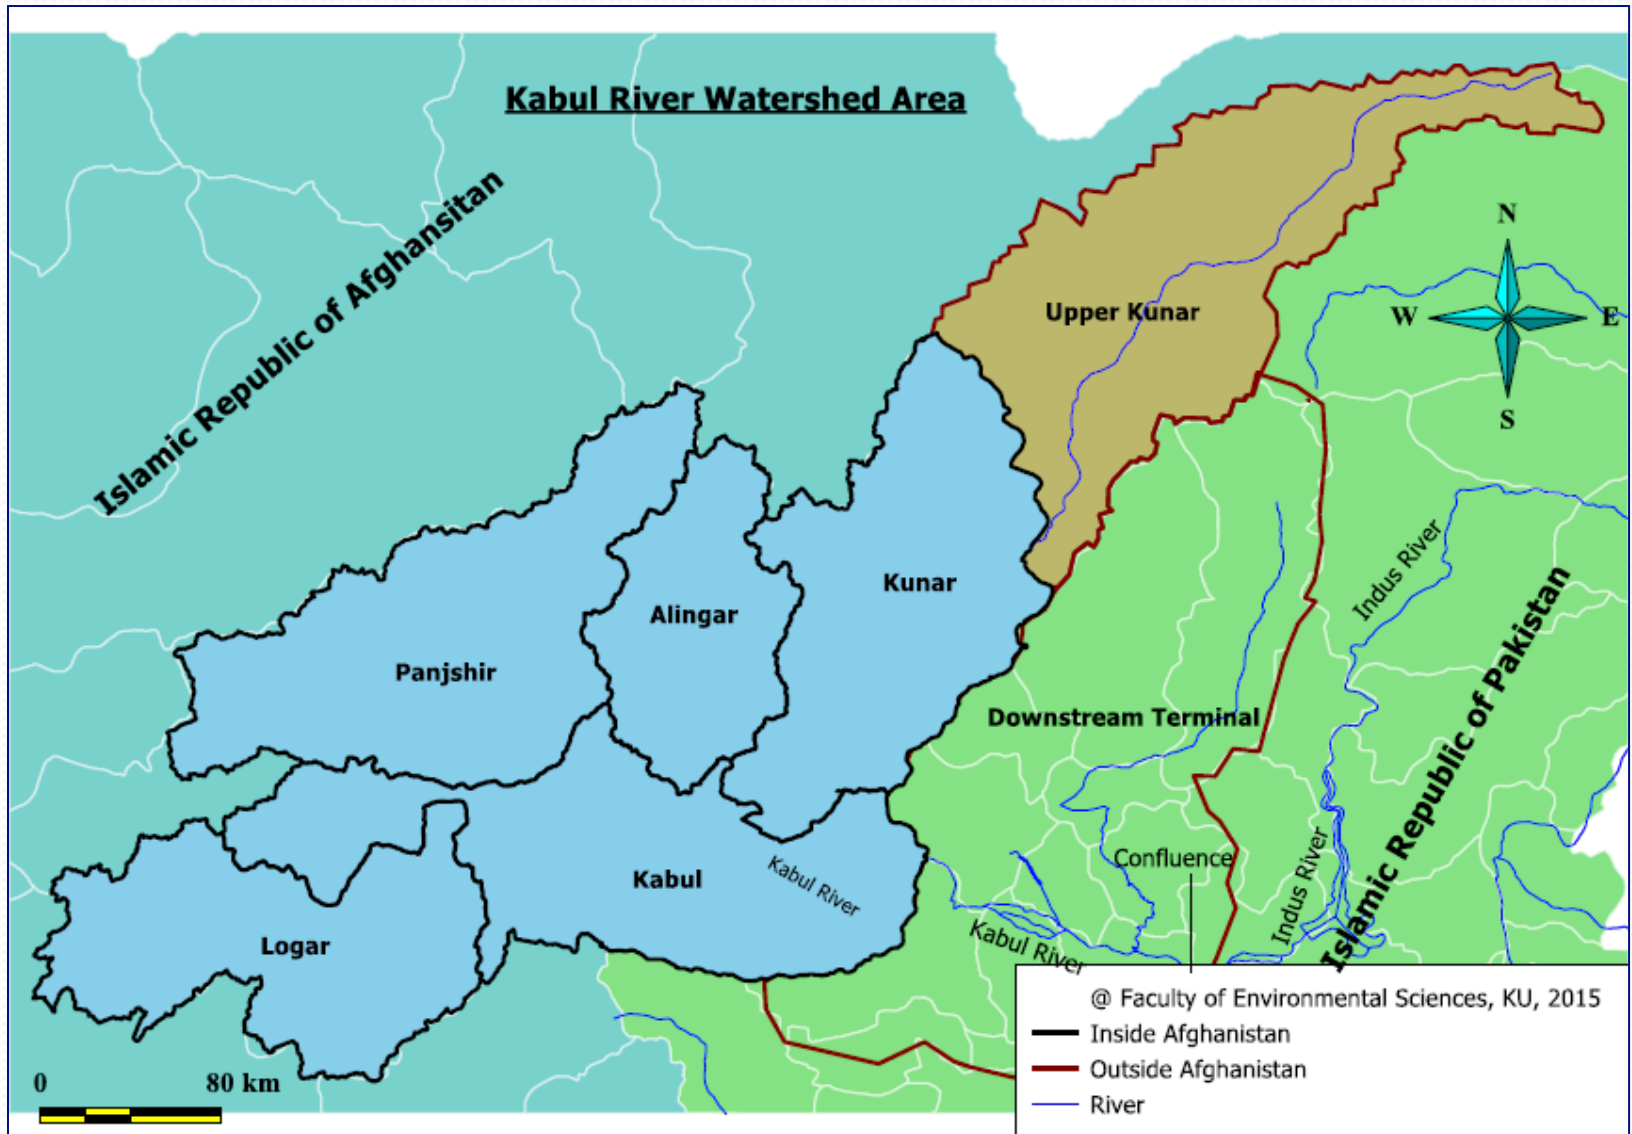 Kabul River Watershed Area
Islamic Republic of Afghansitan
N
W
E
S
Upper Kunar
Kunar
Alingar
Panjshir
Downstream Terminal
Indus River
Islamic Republic of Pakistan
Confluence
Kabul
Kabul River
Indus River
Logar
Kabul River
@ Faculty of Environmental Sciences, KU, 2015
Inside Afghanistan
Outside Afghanistan
River
0
80 km